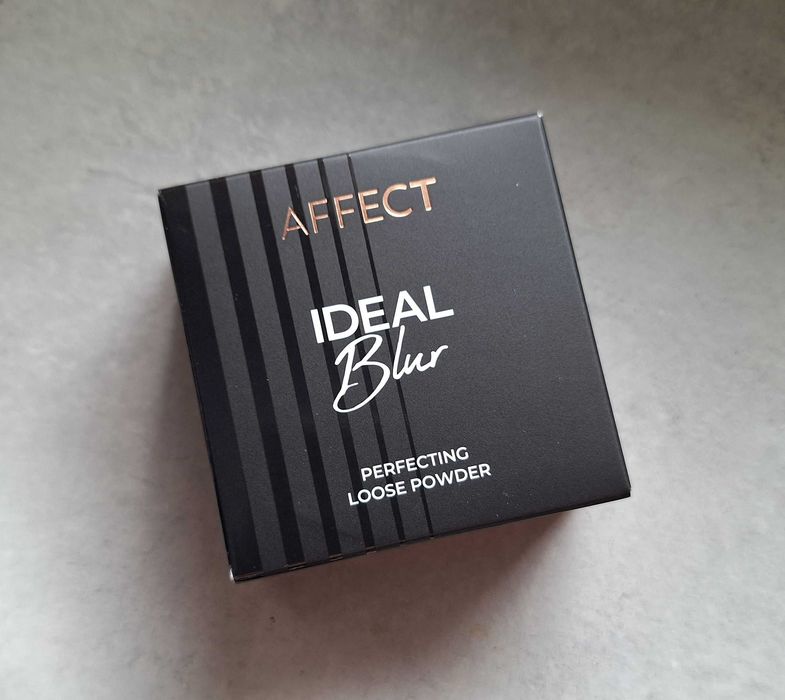 AFFECT
IDEAL
Blur
PERFECTING
LOOSE POWDER